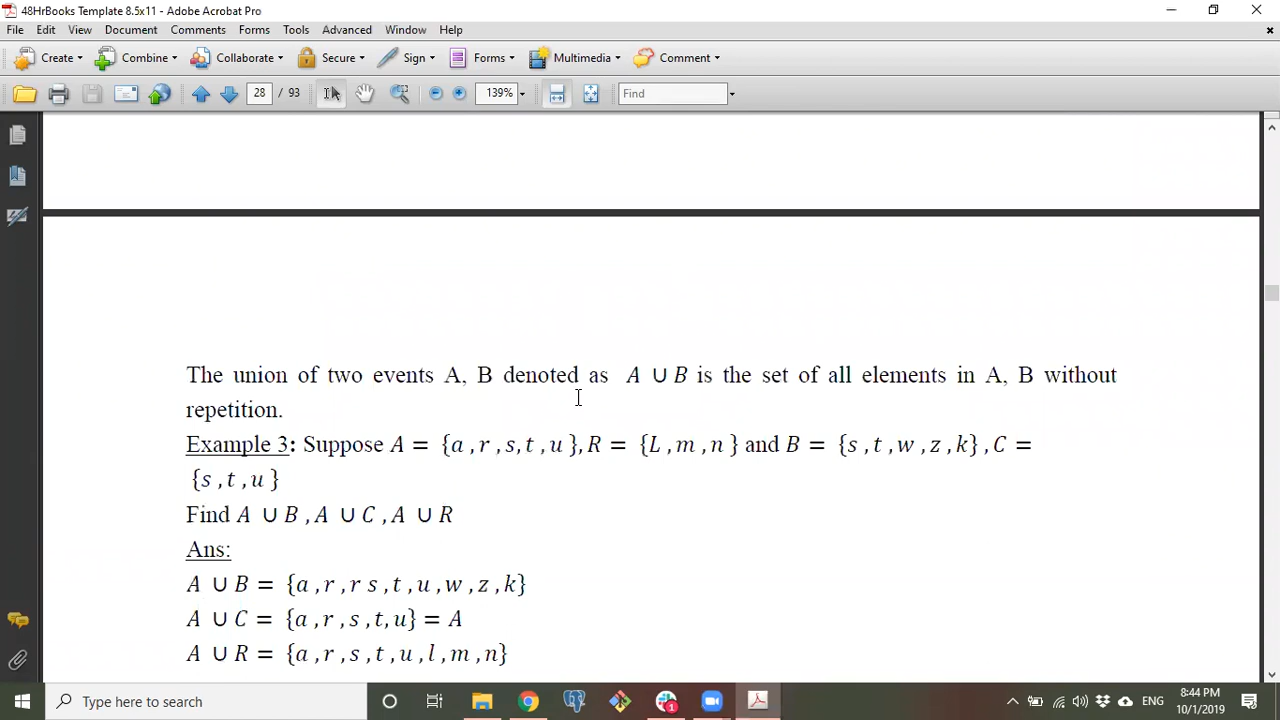 48HrBooks Template 8.5x11 - Adobe Acrobat Pro
File Edit View Document Comments Forms Tools Advanced Window Help
Create Combine Collaborate Secure Sign Forms Multimedia Comment
28 / 93 139% Find
The union of two events A, B denoted as A ∪ B is the set of all elements in A, B without
repetition.
Example 3: Suppose A = {a ,r ,s,t ,u }, R = {L ,m ,n } and B = {s ,t ,w ,z ,k} ,C =
{s ,t ,u }
Find A ∪ B ,A ∪ C ,A ∪ R
Ans:
A ∪ B = {a ,r ,r s ,t ,u ,w ,z ,k}
A ∪ C = {a ,r ,s ,t,u} = A
A ∪ R = {a ,r ,s ,t ,u ,l ,m ,n}
Type here to search
1
ENG
8:44 PM
10/1/2019